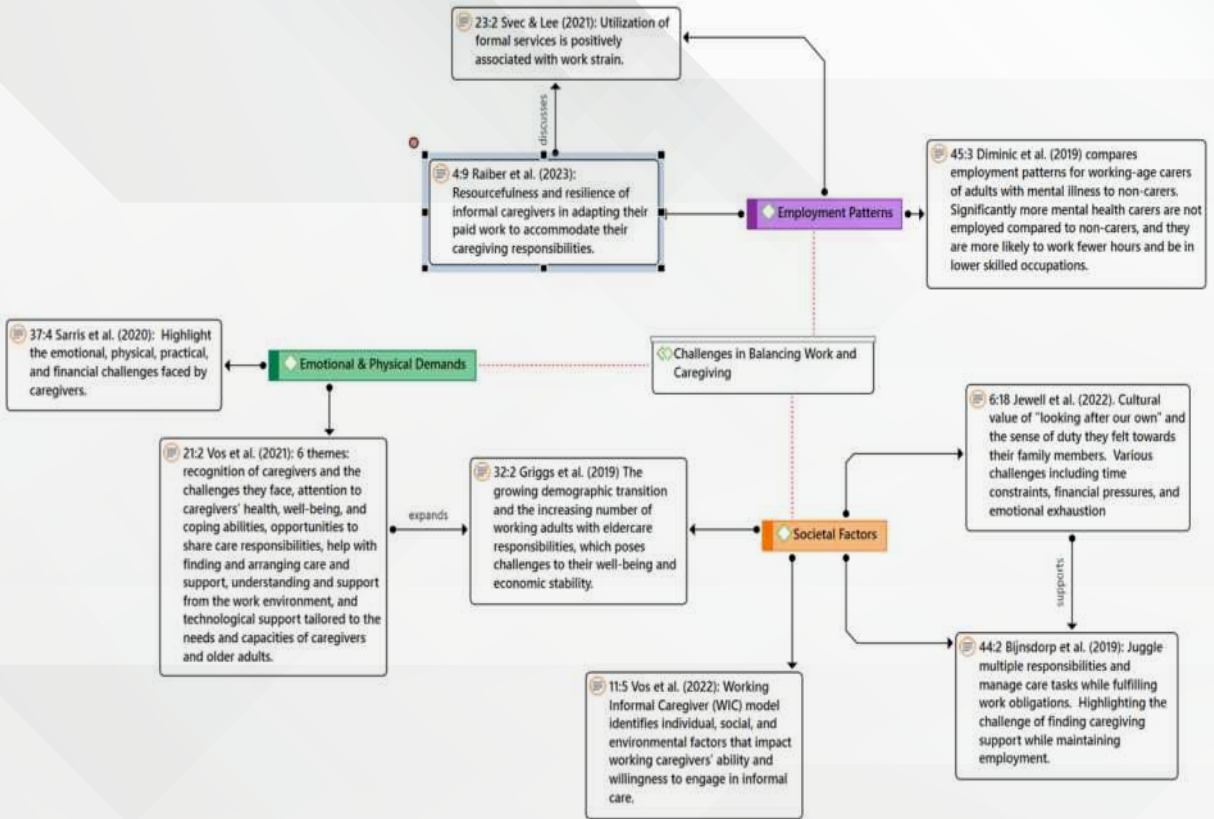 23:2 Svec & Lee (2021): Utilization of
formal services is positively
associated with work strain.
discusses
4:9 Raiber et al. (2023):
Resourcefulness and resilience of
informal caregivers in adapting their
paid work to accommodate their
caregiving responsibilities.
Employment Patterns
45:3 Diminic et al. (2019) compares
employment patterns for working-age carers
of adults with mental illness to non-carers.
Significantly more mental health carers are not
employed compared to non-carers, and they
are more likely to work fewer hours and be in
lower skilled occupations.
37:4 Sarris et al. (2020): Highlight
the emotional, physical, practical,
and financial challenges faced by
caregivers.
Emotional & Physical Demands
Challenges in Balancing Work and
Caregiving
21:2 Vos et al. (2021): 6 themes:
recognition of caregivers and the
challenges they face, attention to
caregivers' health, well-being, and
coping abilities, opportunities to
share care responsibilities, help with
finding and arranging care and
support, understanding and support
from the work environment, and
technological support tailored to the
needs and capacities of caregivers
and older adults.
expands
32:2 Griggs et al. (2019) The
growing demographic transition
and the increasing number of
working adults with eldercare
responsibilities, which poses
challenges to their well-being and
economic stability.
Societal Factors
6:18 Jewell et al. (2022). Cultural
value of "looking after our own" and
the sense of duty they felt towards
their family members. Various
challenges including time
constraints, financial pressures, and
emotional exhaustion
supports
44:2 Bijnsdorp et al. (2019): Juggle
multiple responsibilities and
manage care tasks while fulfilling
work obligations. Highlighting the
challenge of finding caregiving
support while maintaining
employment.
11:5 Vos et al. (2022): Working
Informal Caregiver (WIC) model
identifies individual, social, and
environmental factors that impact
working caregivers' ability and
willingness to engage in informal
care.